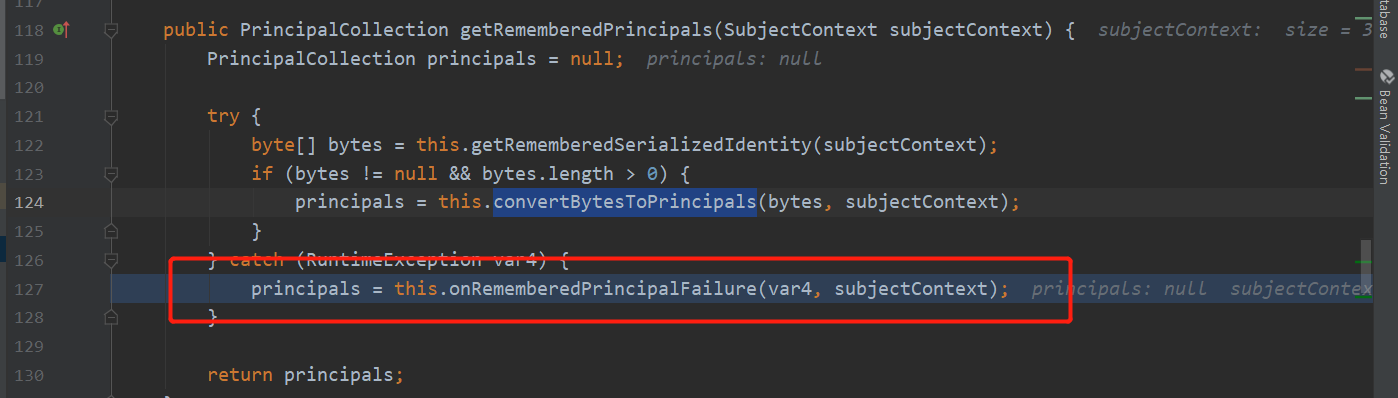 117
118 public PrincipalCollection getRememberedPrincipals(SubjectContext subjectContext) { subjectContext: size = 3
119 PrincipalCollection principals = null; principals: null
120
121 try {
122 byte[] bytes = this.getRememberedSerializedIdentity(subjectContext);
123 if (bytes != null && bytes.length > 0) {
124 principals = this.convertBytesToPrincipals(bytes, subjectContext);
125 }
126 } catch (RuntimeException var4) {
127 principals = this.onRememberedPrincipalFailure(var4, subjectContext); principals: null subjectContex
128 }
129
130 return principals;
tabase
Bean Validation